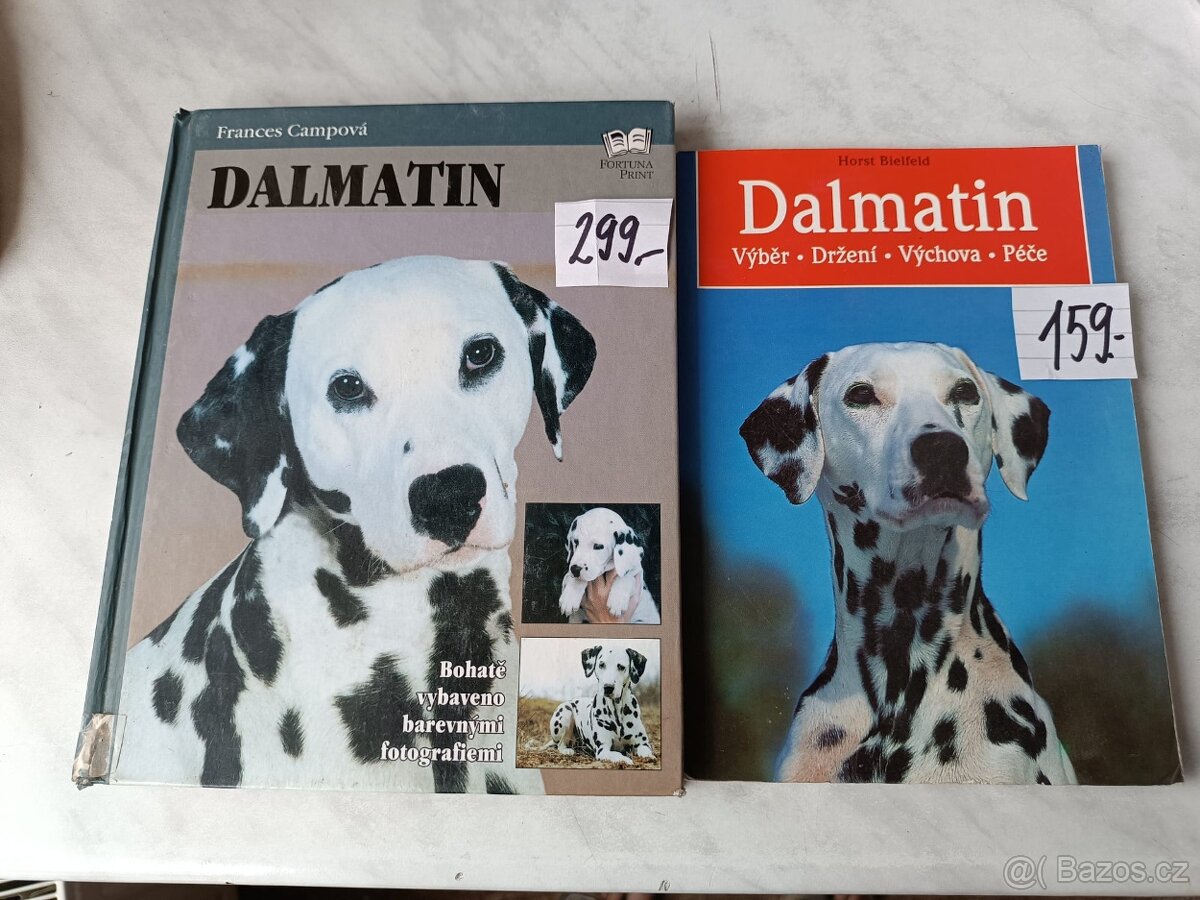 Frances Campová
FORTUNA
PRINT
DALMATIN
299,-
Bohatě
vybaveno
barevnými
fotografiemi
Horst Bielfeld
Dalmatin
Výběr • Držení • Výchova • Péče
159.-
@( Bazos.cz